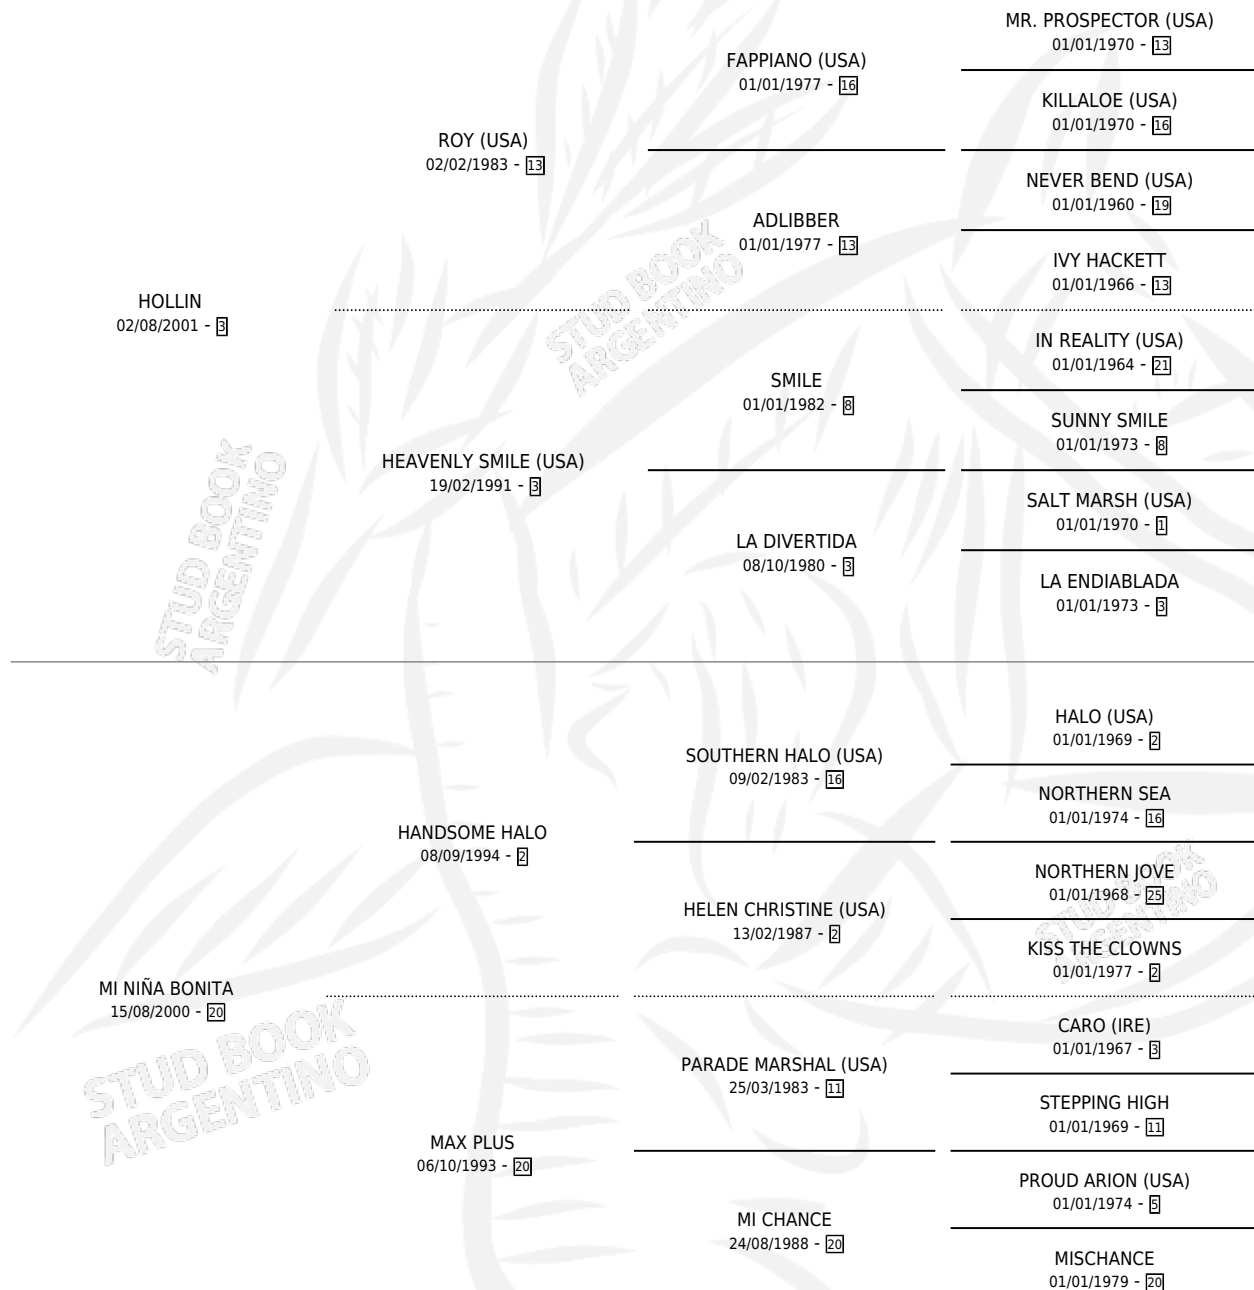 MR. PROSPECTOR (USA)
01/01/1970 - 13
FAPPIANO (USA)
01/01/1977 - 16
KILLALOE (USA)
01/01/1970 - 16
ROY (USA)
02/02/1983 - 13
NEVER BEND (USA)
01/01/1960 - 19
ADLIBBER
01/01/1977 - 13
IVY HACKETT
01/01/1966 - 13
HOLLIN
02/08/2001 - 3
IN REALITY (USA)
01/01/1964 - 21
SMILE
01/01/1982 - 8
SUNNY SMILE
01/01/1973 - 8
HEAVENLY SMILE (USA)
19/02/1991 - 3
SALT MARSH (USA)
01/01/1970 - 1
LA DIVERTIDA
08/10/1980 - 3
LA ENDIABLADA
01/01/1973 - 3
HALO (USA)
01/01/1969 - 2
SOUTHERN HALO (USA)
09/02/1983 - 16
NORTHERN SEA
01/01/1974 - 16
HANDSOME HALO
08/09/1994 - 2
NORTHERN JOVE
01/01/1968 - 25
HELEN CHRISTINE (USA)
13/02/1987 - 2
KISS THE CLOWNS
01/01/1977 - 2
MI NIÑA BONITA
15/08/2000 - 20
CARO (IRE)
01/01/1967 - 3
PARADE MARSHAL (USA)
25/03/1983 - 11
STEPPING HIGH
01/01/1969 - 11
MAX PLUS
06/10/1993 - 20
PROUD ARION (USA)
01/01/1974 - 5
MI CHANCE
24/08/1988 - 20
MISCHANCE
01/01/1979 - 20
STUD BOOK
ARGENTINO
STUD BOOK
ARGENTINO
STUD BOOK
ARGENTINO
STUD BOOK
ARGENTINO